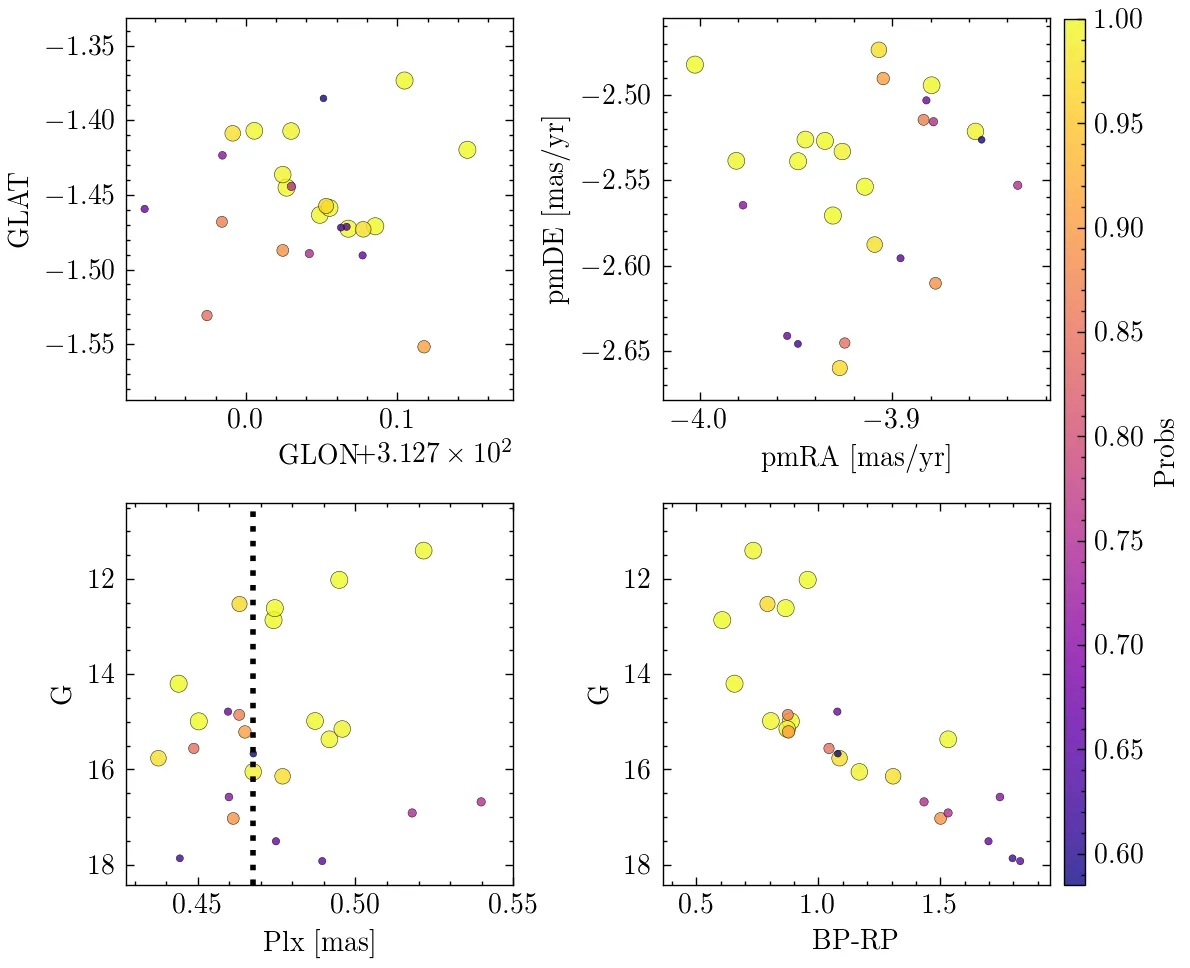 −1.35
−1.40
−1.45
−1.50
−1.55
GLAT
0.0 0.1
GLON+3.127 × 10²
−2.50
−2.55
−2.60
−2.65
pmDE [mas/yr]
−4.0 −3.9
pmRA [mas/yr]
12
14
16
18
G
0.45 0.50 0.55
Plx [mas]
12
14
16
18
G
0.5 1.0 1.5
BP-RP
1.00
0.95
0.90
0.85
0.80
0.75
0.70
0.65
0.60
Probs